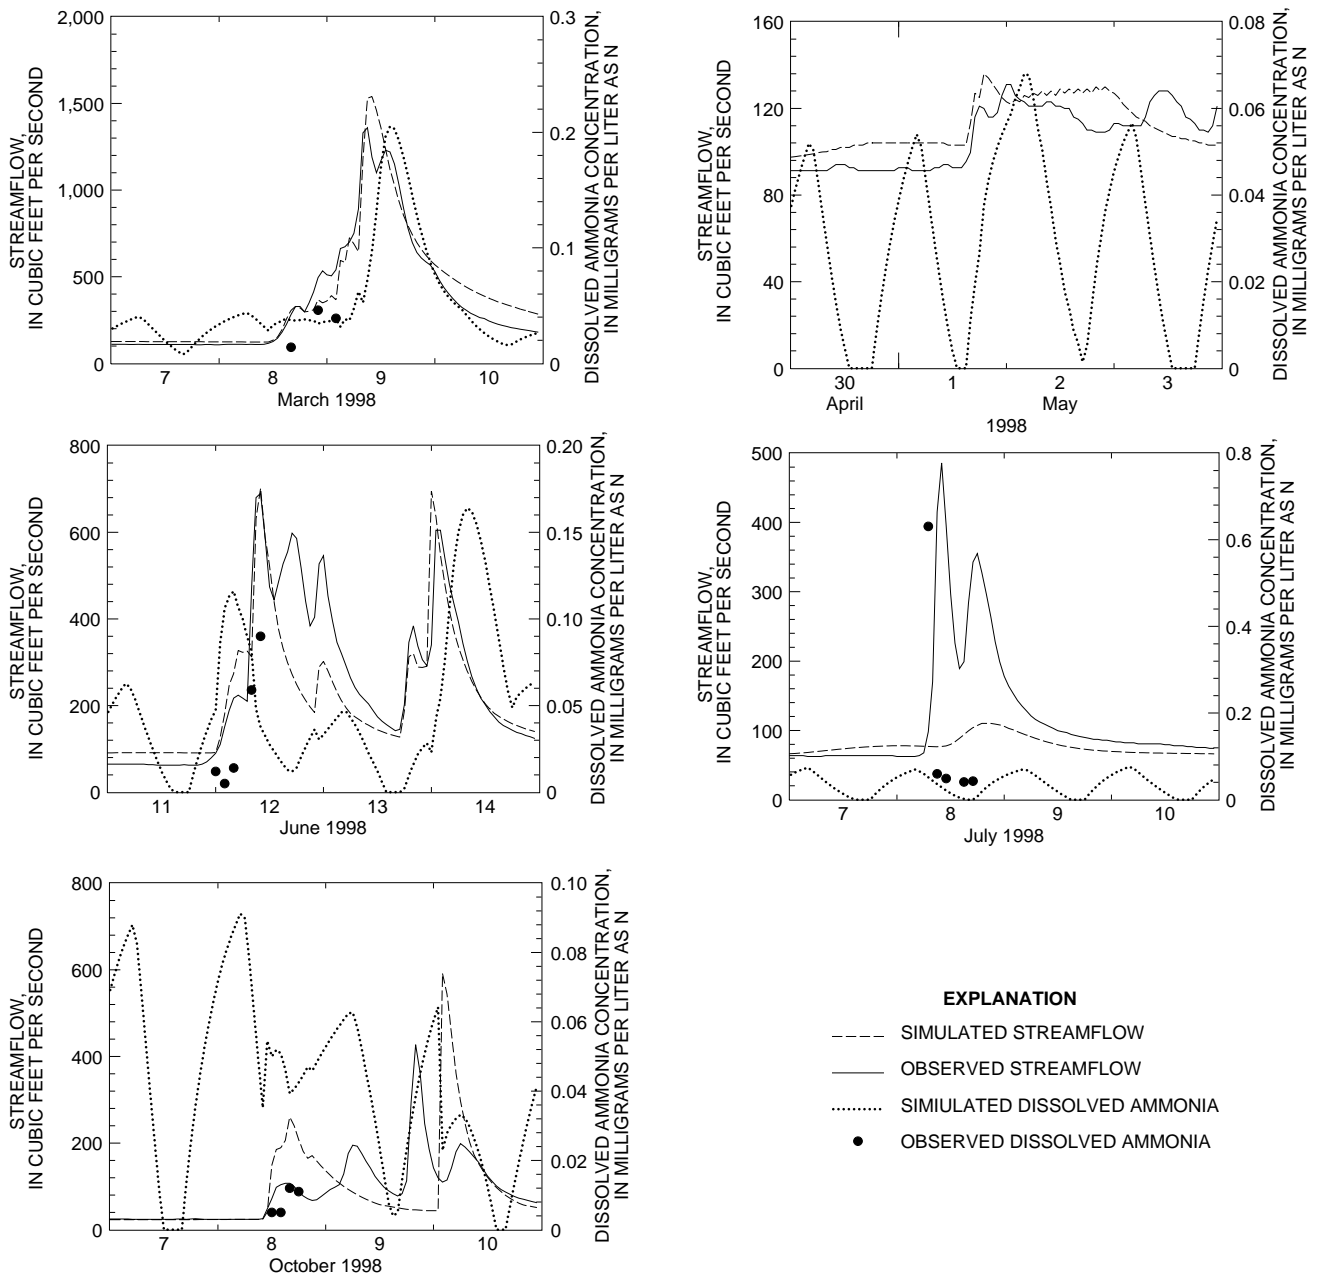 2,000
1,500
1,000
500
0
STREAMFLOW,
IN CUBIC FEET PER SECOND
0.3
0.2
0.1
0
DISSOLVED AMMONIA CONCENTRATION,
IN MILLIGRAMS PER LITER AS N
7 8 9 10
March 1998
160
120
80
40
0
STREAMFLOW,
IN CUBIC FEET PER SECOND
0.08
0.06
0.04
0.02
0
DISSOLVED AMMONIA CONCENTRATION,
IN MILLIGRAMS PER LITER AS N
30 1 2 3
April May
1998
800
600
400
200
0
STREAMFLOW,
IN CUBIC FEET PER SECOND
0.20
0.15
0.10
0.05
0
DISSOLVED AMMONIA CONCENTRATION,
IN MILLIGRAMS PER LITER AS N
11 12 13 14
June 1998
500
400
300
200
100
0
STREAMFLOW,
IN CUBIC FEET PER SECOND
0.8
0.6
0.4
0.2
0
DISSOLVED AMMONIA CONCENTRATION,
IN MILLIGRAMS PER LITER AS N
7 8 9 10
July 1998
800
600
400
200
0
STREAMFLOW,
IN CUBIC FEET PER SECOND
0.10
0.08
0.06
0.04
0.02
0
DISSOLVED AMMONIA CONCENTRATION,
IN MILLIGRAMS PER LITER AS N
7 8 9 10
October 1998
EXPLANATION
SIMULATED STREAMFLOW
OBSERVED STREAMFLOW
SIMIULATED DISSOLVED AMMONIA
OBSERVED DISSOLVED AMMONIA